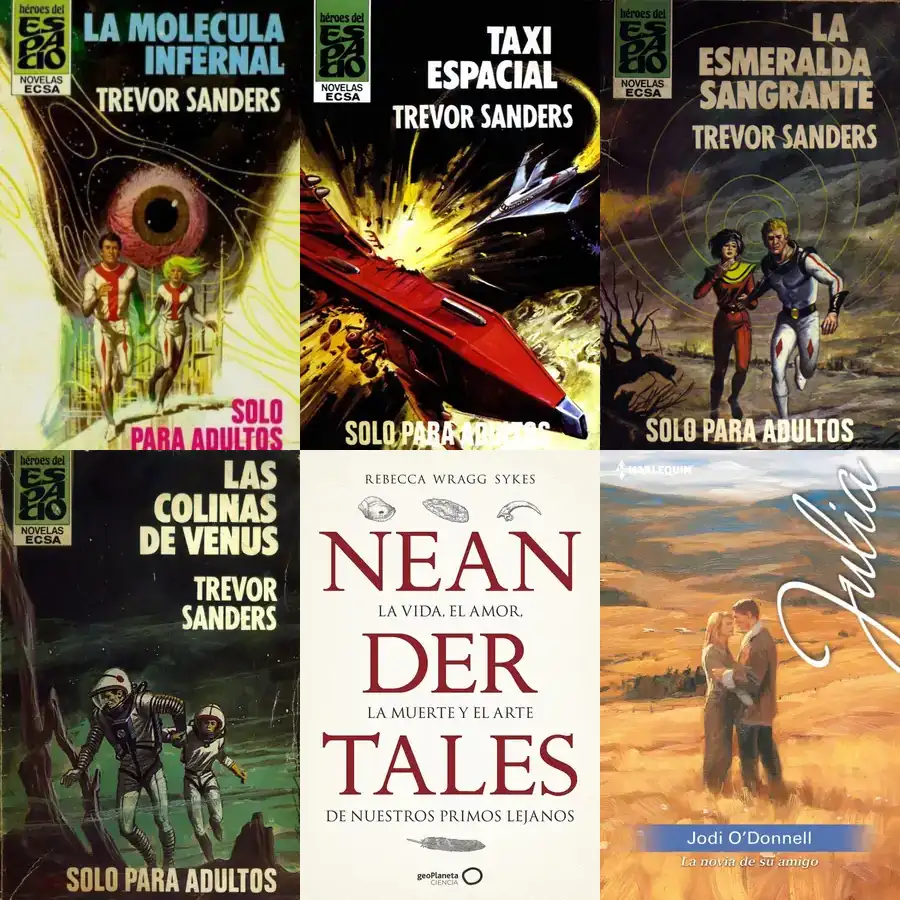 héroes del
ESPACIO
NOVELAS
ECSA
LA MOLECULA
INFERNAL
TREVOR SANDERS
SOLO
PARA ADULTOS
héroes del
ESPACIO
NOVELAS
ECSA
TAXI
ESPACIAL
TREVOR SANDERS
SOLO PARA ADULTOS
héroes del
ESPACIO
NOVELAS
ECSA
LA
ESMERALDA
SANGRANTE
TREVOR SANDERS
SOLO PARA ADULTOS
héroes del
ESPACIO
NOVELAS
ECSA
LAS
COLINAS
DE VENUS
TREVOR
SANDERS
SOLO PARA ADULTOS
REBECCA WRAGG SYKES
NEAN
LA VIDA, EL AMOR,
DER
LA MUERTE Y EL ARTE
TALES
DE NUESTROS PRIMOS LEJANOS
geoPlaneta
CIENCIA
HARLEQUIN
Julia
Jodi O'Donnell
La novia de su amigo